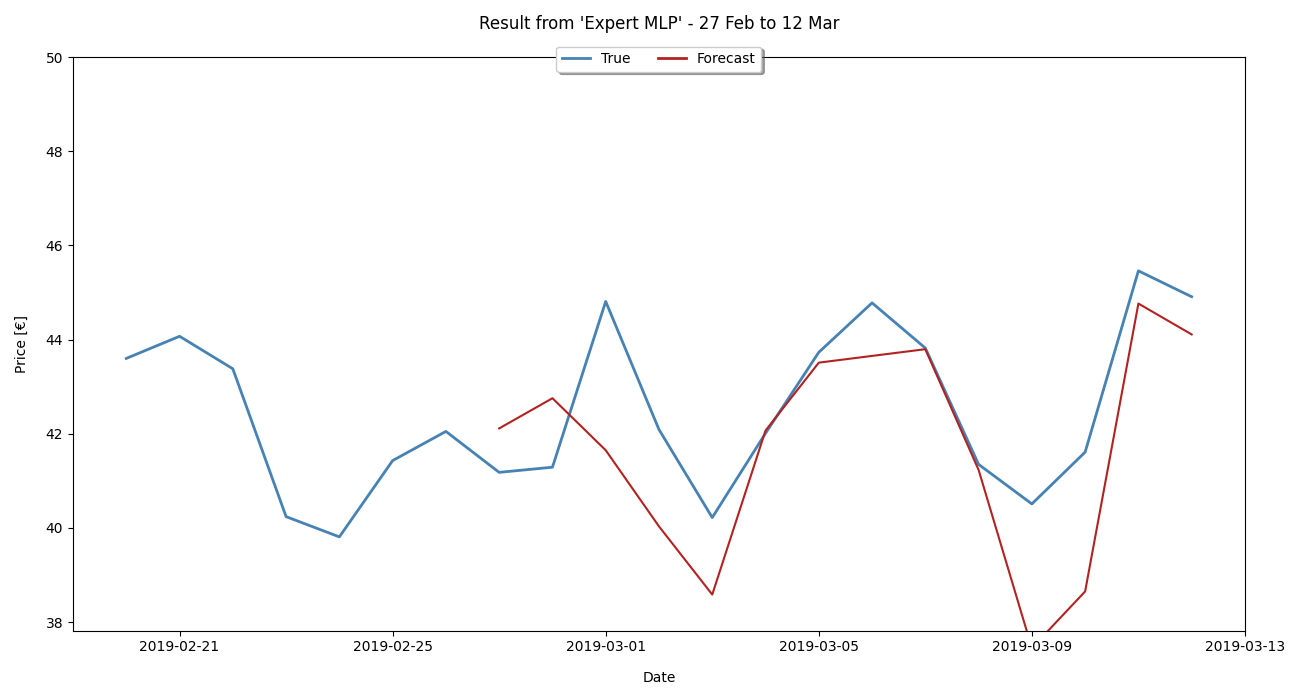 Result from 'Expert MLP' - 27 Feb to 12 Mar
True Forecast
50
48
46
44
42
40
38
Price [€]
2019-02-21 2019-02-25 2019-03-01 2019-03-05 2019-03-09 2019-03-13
Date